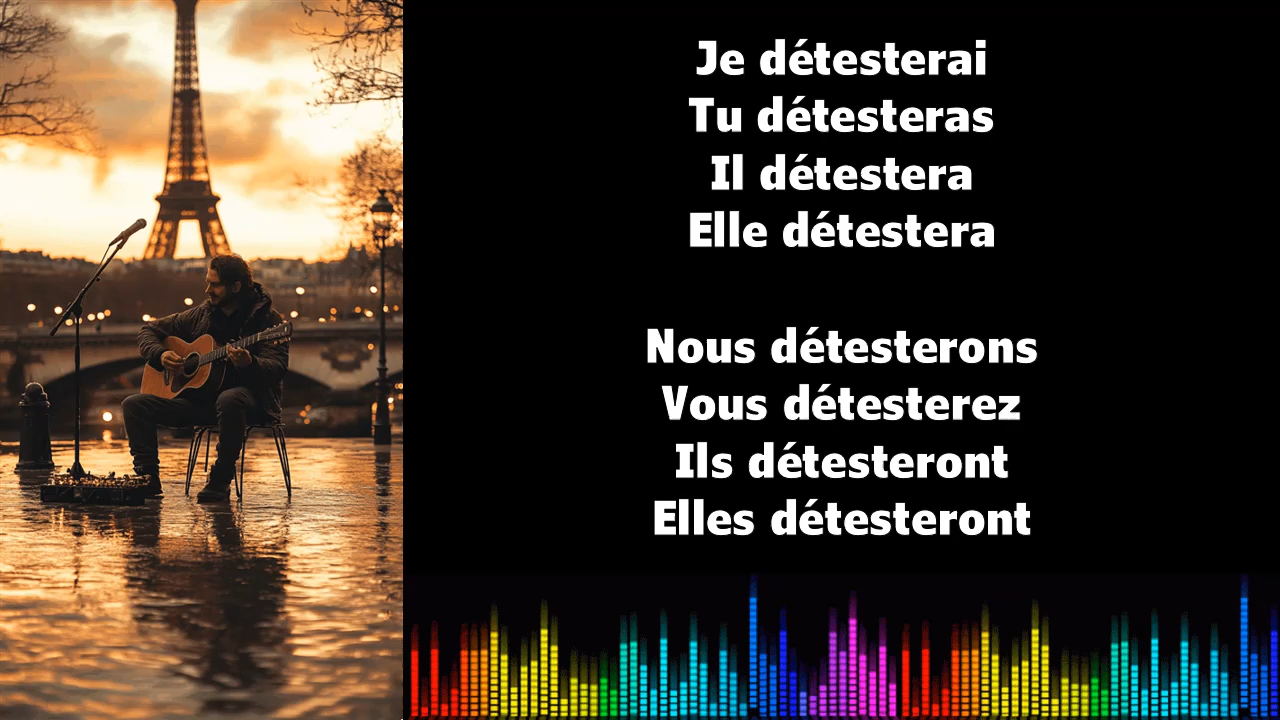 Je détesterai
Tu détesteras
Il détestera
Elle détestera
Nous détesterons
Vous détesterez
Ils détesteront
Elles détesteront